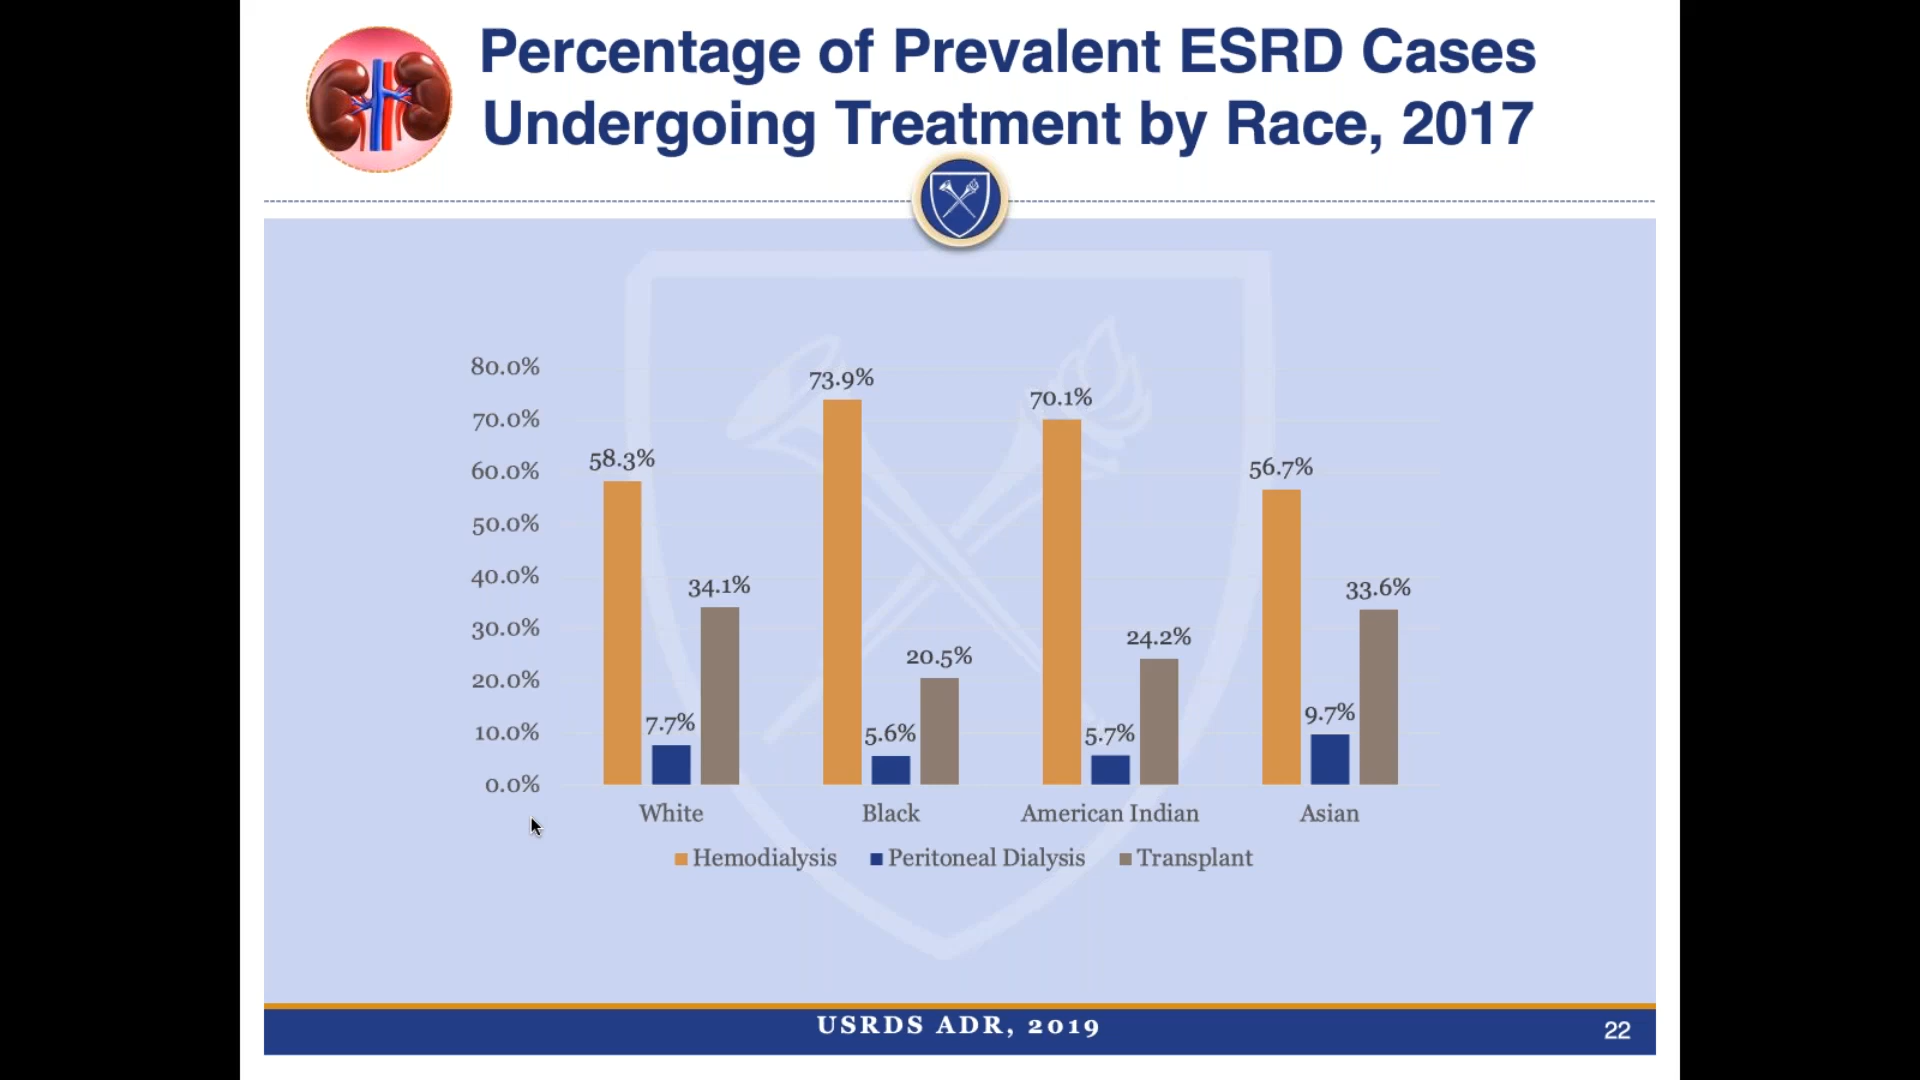 Percentage of Prevalent ESRD Cases
Undergoing Treatment by Race, 2017
80.0%
70.0%
60.0%
50.0%
40.0%
30.0%
20.0%
10.0%
0.0%
58.3%
7.7%
34.1%
73.9%
5.6%
20.5%
70.1%
5.7%
24.2%
56.7%
9.7%
33.6%
White
Black
American Indian
Asian
Hemodialysis
Peritoneal Dialysis
Transplant
USRDS ADR, 2019
22